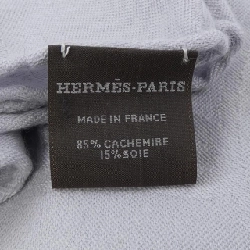 HERMÈS-PARIS
MADE IN FRANCE
85% CACHEMIRE
15% SOIE